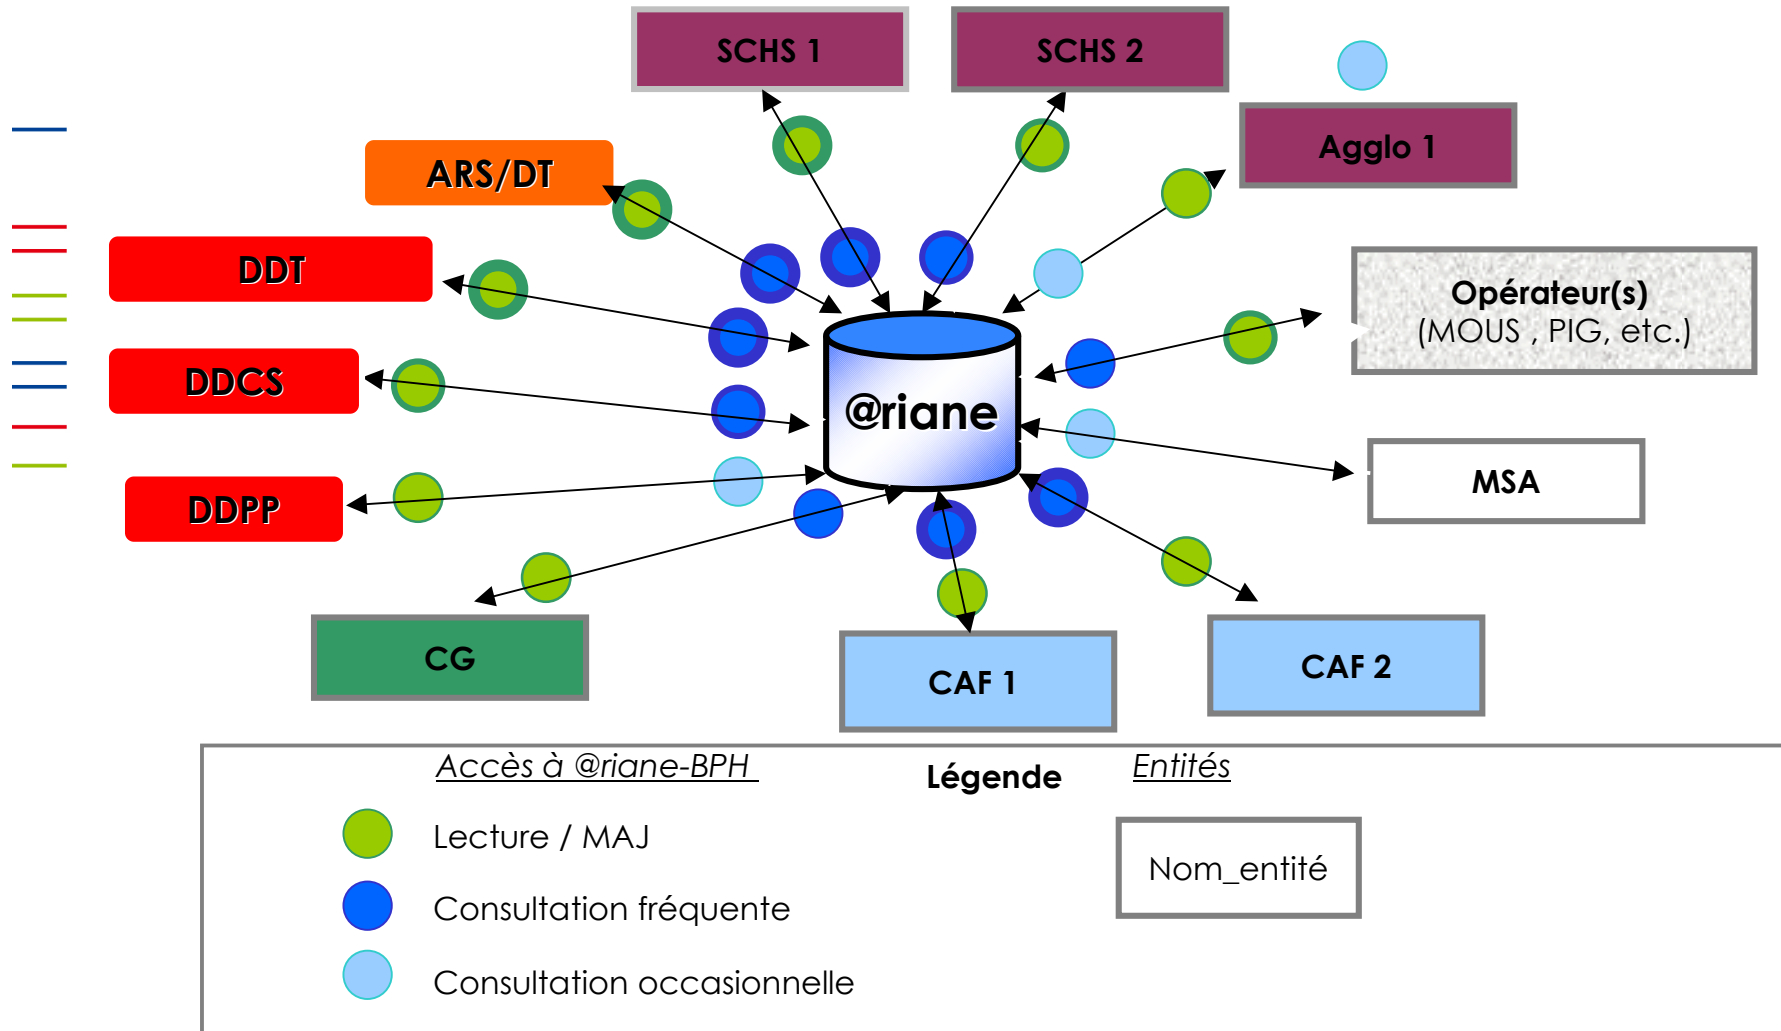 SCHS 1
SCHS 2
Agglo 1
ARS/DT
DDT
Opérateur(s)
(MOUS , PIG, etc.)
DDCS
@riane
MSA
DDPP
CG
CAF 1
CAF 2
Accès à @riane-BPH
Légende
Entités
Lecture / MAJ
Nom_entité
Consultation fréquente
Consultation occasionnelle